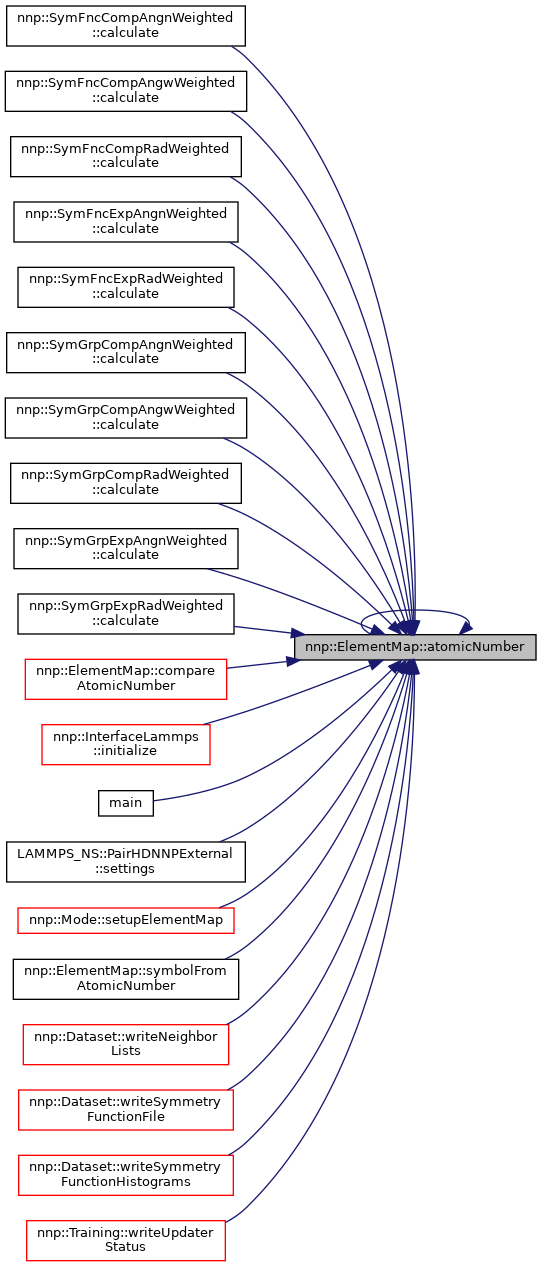 nnp::SymFncCompAngnWeighted
::calculate
nnp::SymFncCompAngwWeighted
::calculate
nnp::SymFncCompRadWeighted
::calculate
nnp::SymFncExpAngnWeighted
::calculate
nnp::SymFncExpRadWeighted
::calculate
nnp::SymGrpCompAngnWeighted
::calculate
nnp::SymGrpCompAngwWeighted
::calculate
nnp::SymGrpCompRadWeighted
::calculate
nnp::SymGrpExpAngnWeighted
::calculate
nnp::SymGrpExpRadWeighted
::calculate
nnp::ElementMap::atomicNumber
nnp::ElementMap::compare
AtomicNumber
nnp::InterfaceLammps
::initialize
main
LAMMPS_NS::PairHDNNPExternal
::settings
nnp::Mode::setupElementMap
nnp::ElementMap::symbolFrom
AtomicNumber
nnp::Dataset::writeNeighbor
Lists
nnp::Dataset::writeSymmetry
FunctionFile
nnp::Dataset::writeSymmetry
FunctionHistograms
nnp::Training::writeUpdater
Status